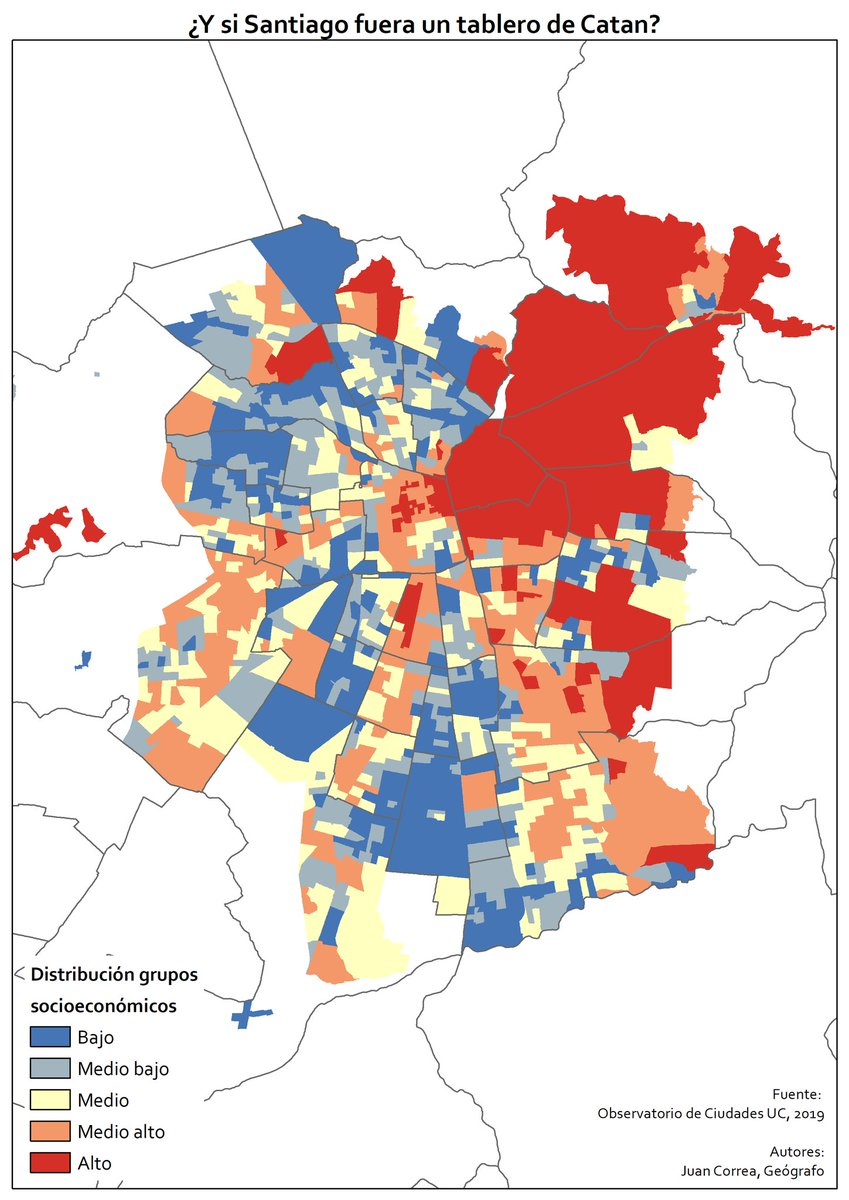 ¿Y si Santiago fuera un tablero de Catan?
Distribución grupos
socioeconómicos
Bajo
Medio bajo
Medio
Medio alto
Alto
Fuente:
Observatorio de Ciudades UC, 2019
Autores:
Juan Correa, Geógrafo